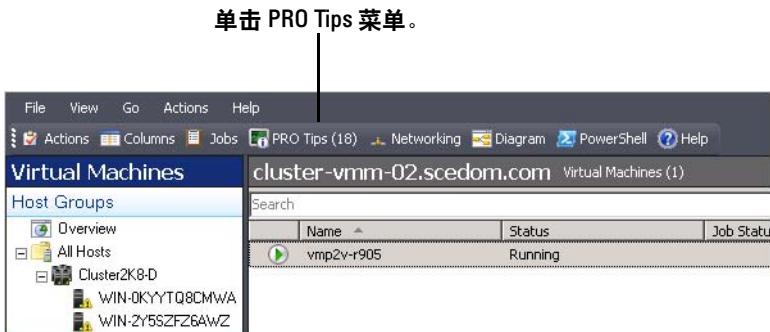 单击 PRO Tips 菜单。
File View Go Actions Help
Actions Columns Jobs PRO Tips (18) Networking Diagram PowerShell Help
Virtual Machines
cluster-vmm-02.scedom.com Virtual Machines (1)
Host Groups
Search
Overview
Name Status Job Statu
All Hosts
vmp2v-r905 Running
Cluster2K8-D
WIN-0KYYTQ8CMWA
WIN-2Y5SZFZ6AWZ